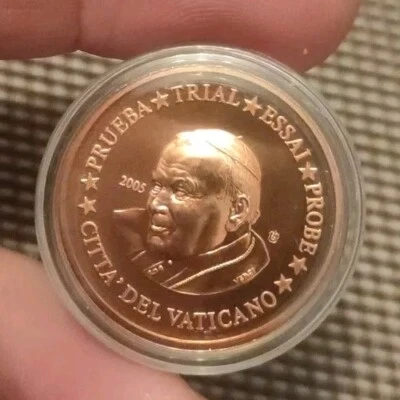 ★ ★ PRUEBA ★ TRIAL ★ ESSAI ★ PROBE ★ ★
CITTA' DEL VATICANO
2005